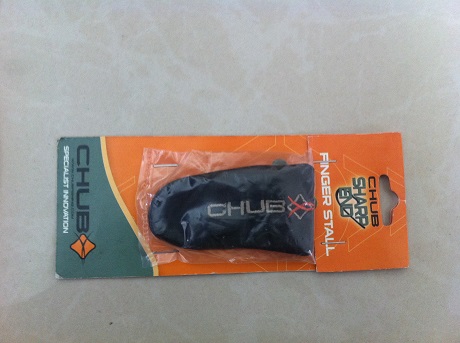 CHUB
SHARP
END
FINGER STALL
CHUB
CHUB
SPECIALIST INNOVATION